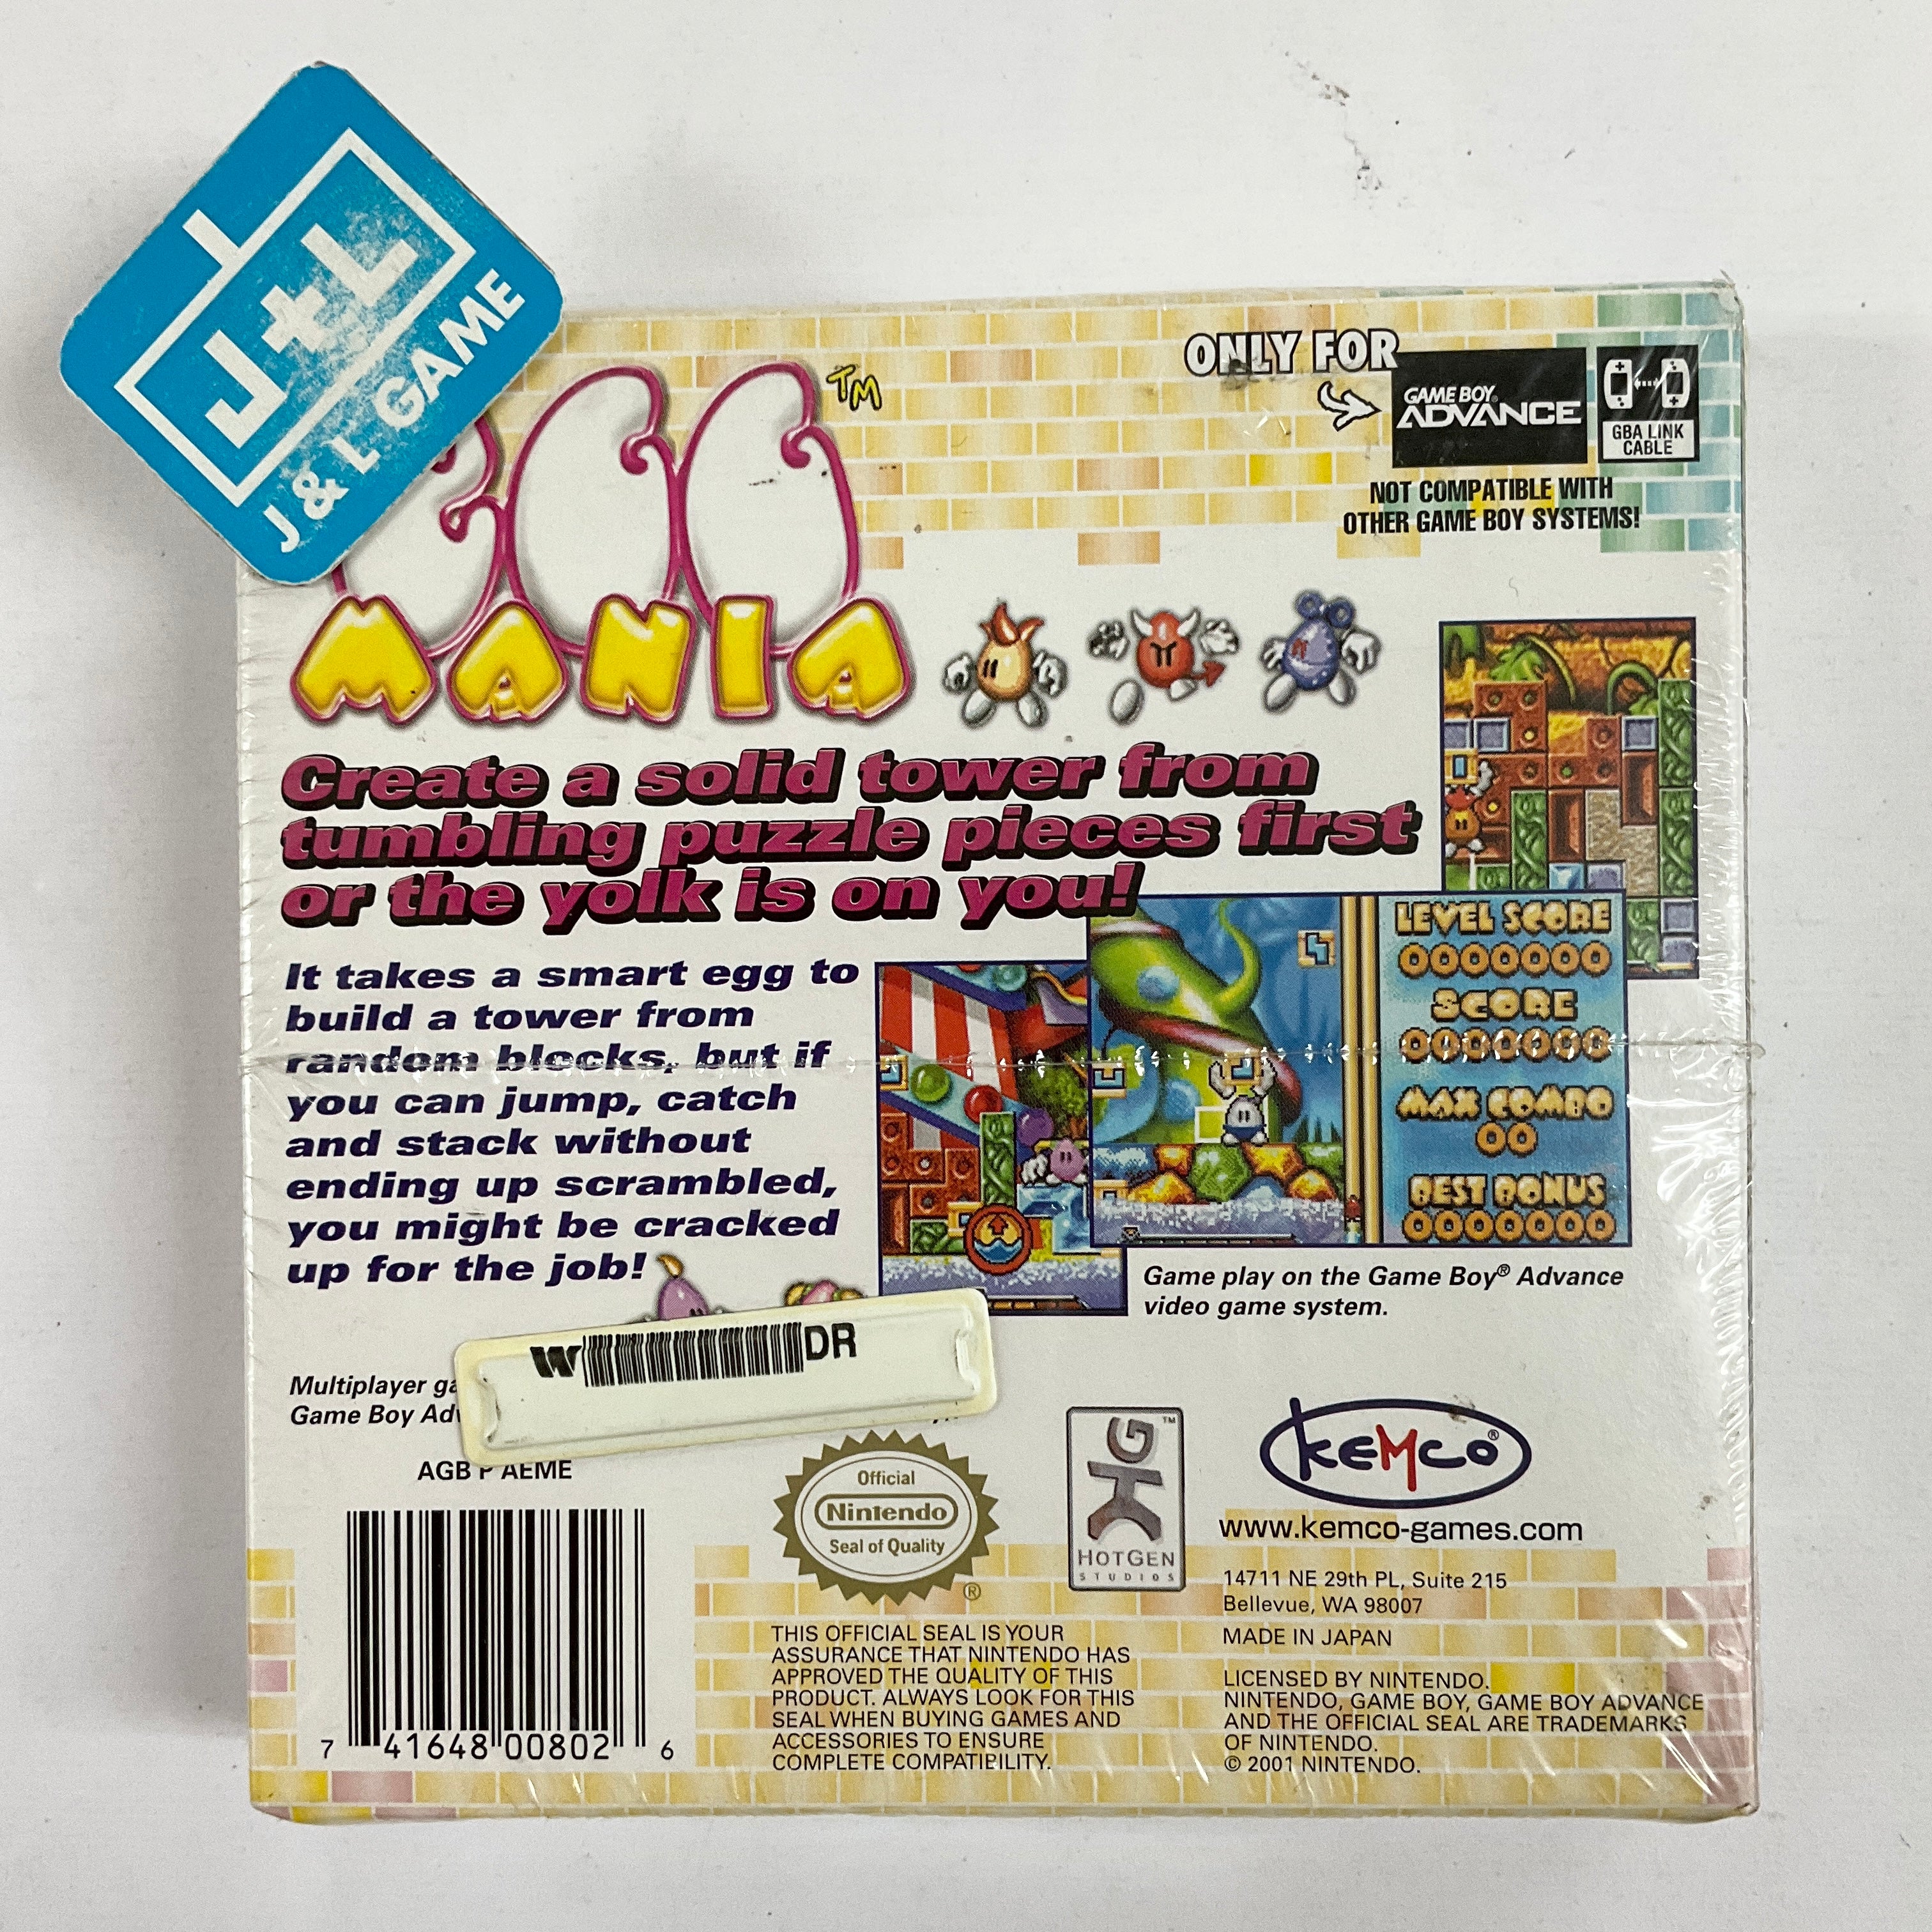 J+L
J & L GAME
EGG TM
MANIA
ONLY FOR
GAME BOY®
ADVANCE
GBA LINK
CABLE
NOT COMPATIBLE WITH
OTHER GAME BOY SYSTEMS!
Create a solid tower from
tumbling puzzle pieces first
or the yolk is on you!
It takes a smart egg to
build a tower from
random blocks, but if
you can jump, catch
and stack without
ending up scrambled,
you might be cracked
up for the job!
LEVEL SCORE
0000000
SCORE
0000000
MAX COMBO
00
BEST BONUS
0000000
Game play on the Game Boy® Advance
video game system.
W DR
Multiplayer
Game Boy
AGB P AEME
7 41648 00802 6
Official
Nintendo
Seal of Quality
®
THIS OFFICIAL SEAL IS YOUR
ASSURANCE THAT NINTENDO HAS
APPROVED THE QUALITY OF THIS
PRODUCT. ALWAYS LOOK FOR THIS
SEAL WHEN BUYING GAMES AND
ACCESSORIES TO ENSURE
COMPLETE COMPATIBILITY.
HG TM
HOTGEN
STUDIOS
KEMCO®
www.kemco-games.com
14711 NE 29th PL, Suite 215
Bellevue, WA 98007
MADE IN JAPAN
LICENSED BY NINTENDO.
NINTENDO, GAME BOY, GAME BOY ADVANCE
AND THE OFFICIAL SEAL ARE TRADEMARKS
OF NINTENDO.
© 2001 NINTENDO.